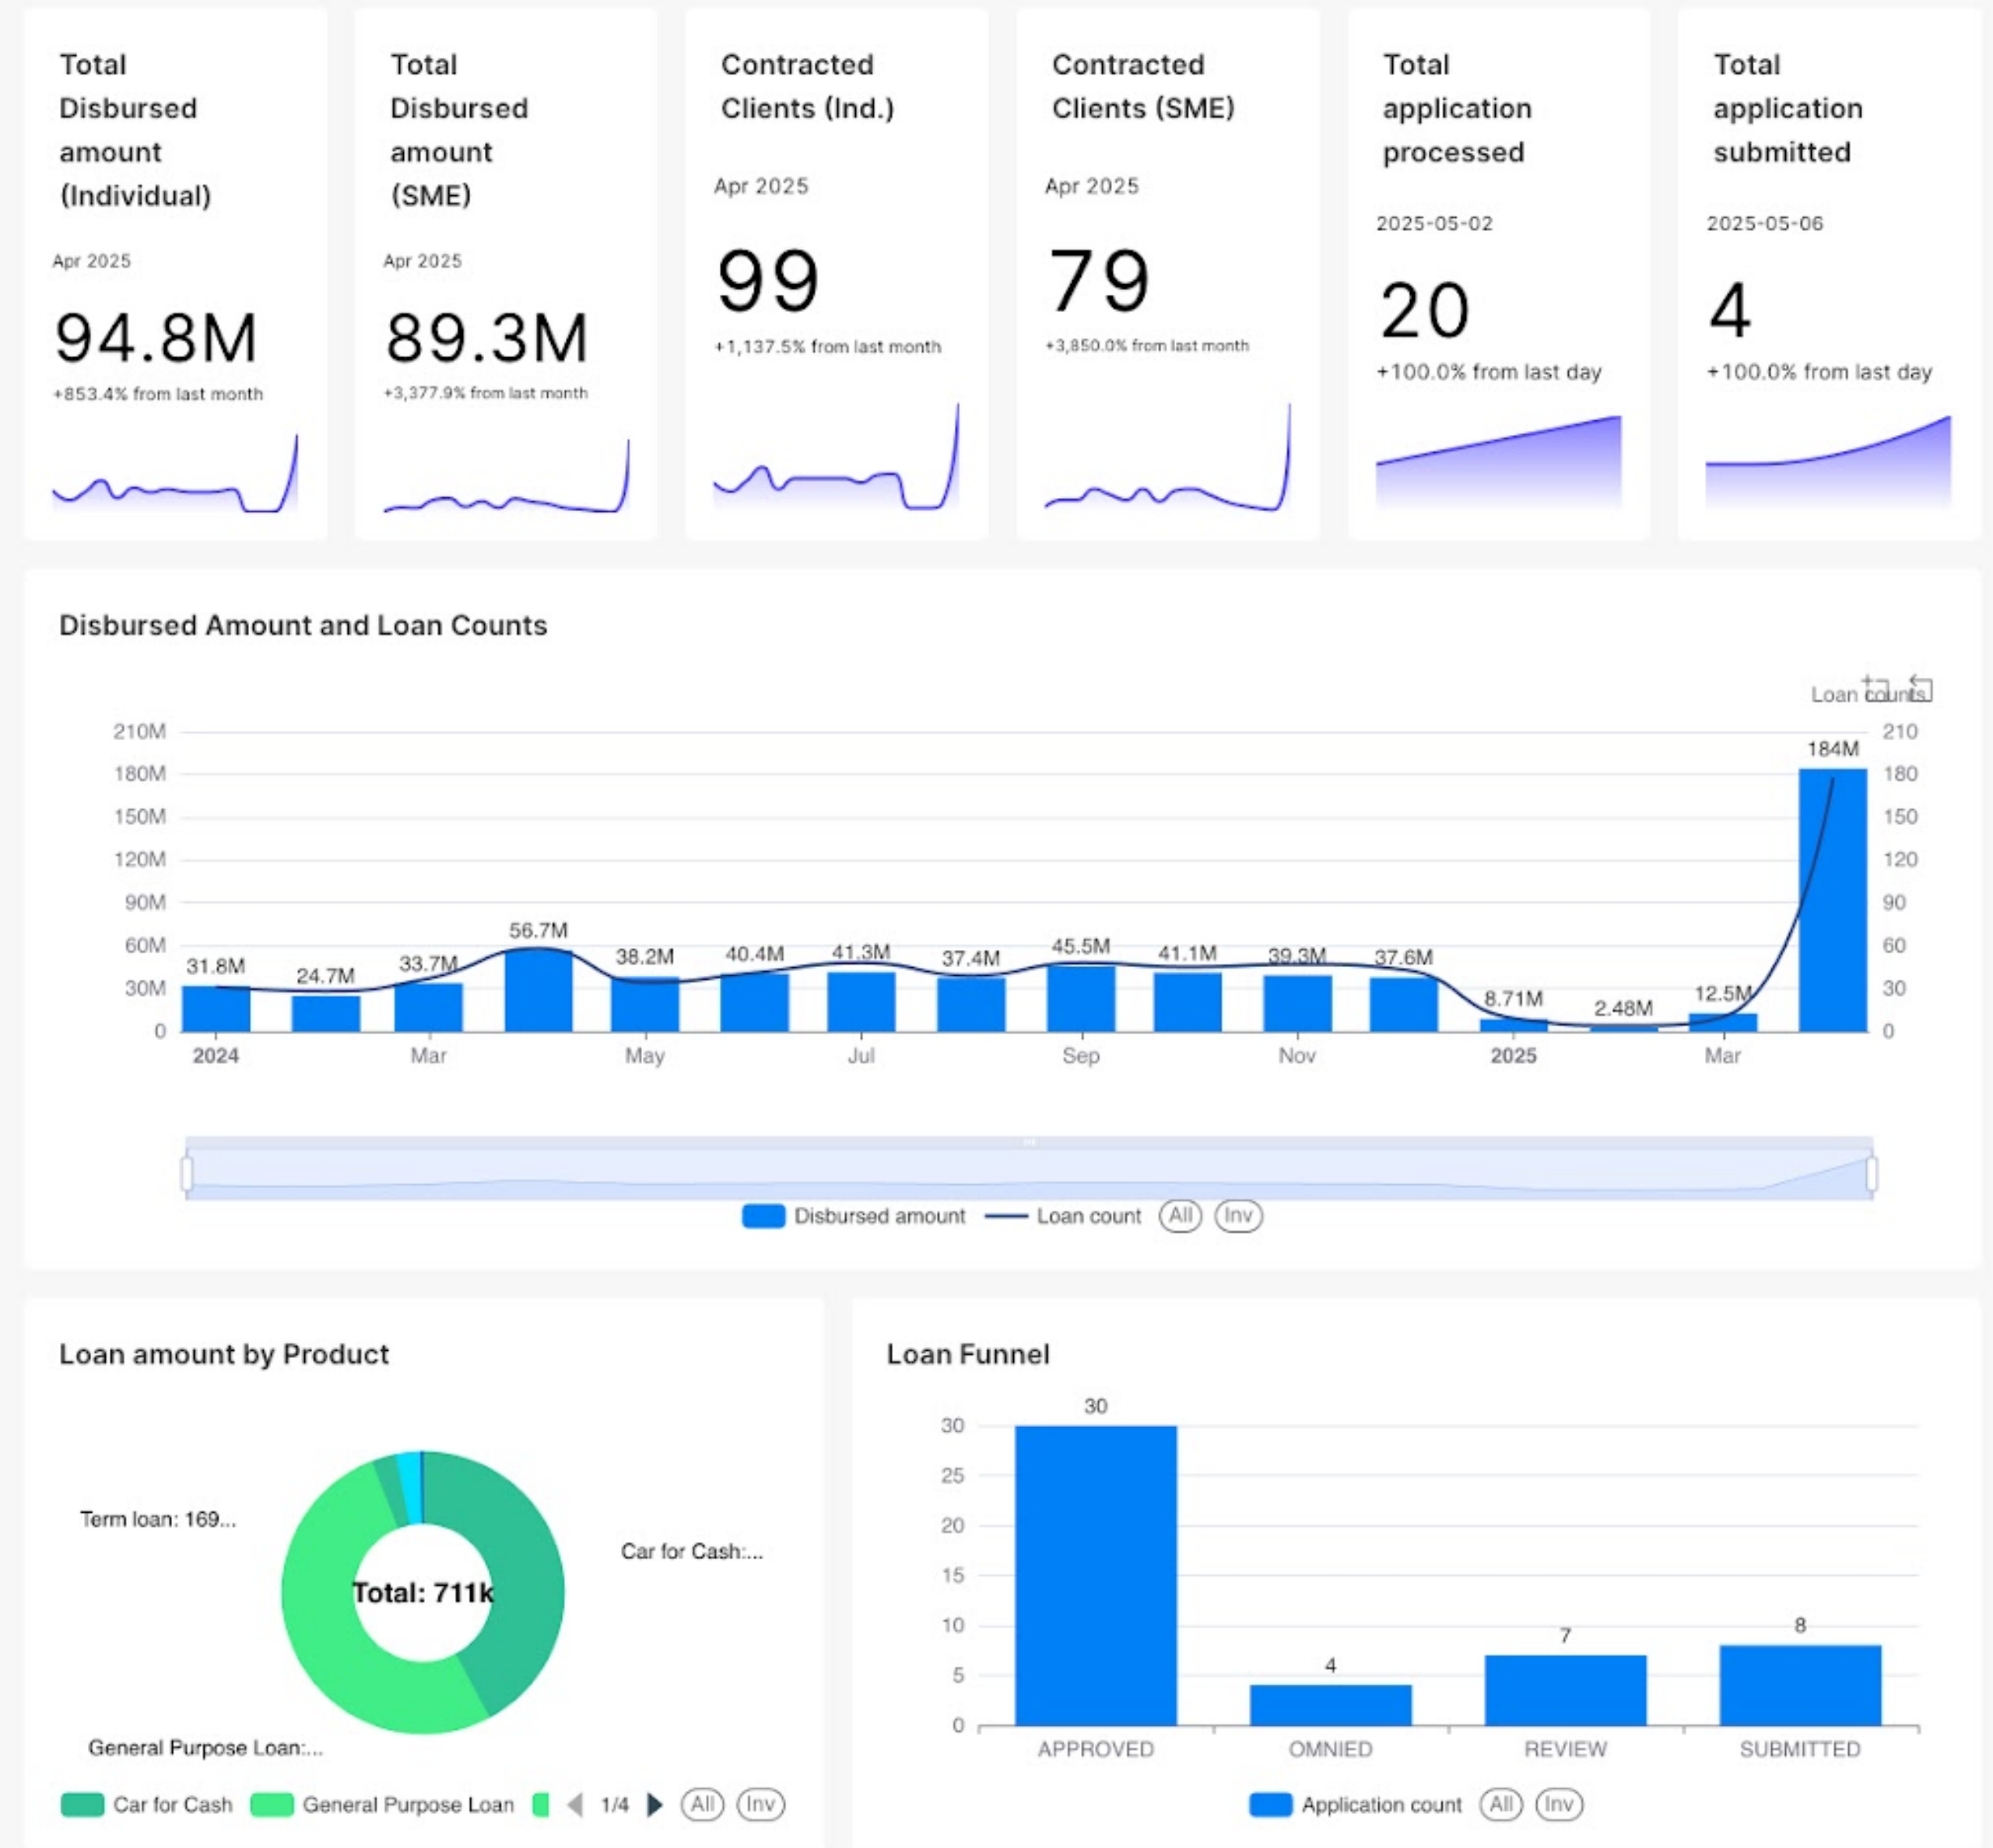 Total
Disbursed
amount
(Individual)
Apr 2025
94.8M
+853.4% from last month
Total
Disbursed
amount
(SME)
Apr 2025
89.3M
+3,377.9% from last month
Contracted
Clients (Ind.)
Apr 2025
99
+1,137.5% from last month
Contracted
Clients (SME)
Apr 2025
79
+3,850.0% from last month
Total
application
processed
2025-05-02
20
+100.0% from last day
Total
application
submitted
2025-05-06
4
+100.0% from last day
Disbursed Amount and Loan Counts
Loan counts
210M
180M
150M
120M
90M
60M
30M
0
31.8M
24.7M
33.7M
56.7M
38.2M
40.4M
41.3M
37.4M
45.5M
41.1M
39.3M
37.6M
8.71M
2.48M
12.5M
184M
210
180
150
120
90
60
30
0
2024
Mar
May
Jul
Sep
Nov
2025
Mar
Disbursed amount
Loan count
All
Inv
Loan amount by Product
Term loan: 169...
Car for Cash:...
Total: 711k
General Purpose Loan:...
Car for Cash
General Purpose Loan
1/4
All
Inv
Loan Funnel
30
25
20
15
10
5
0
30
4
7
8
APPROVED
OMNIED
REVIEW
SUBMITTED
Application count
All
Inv